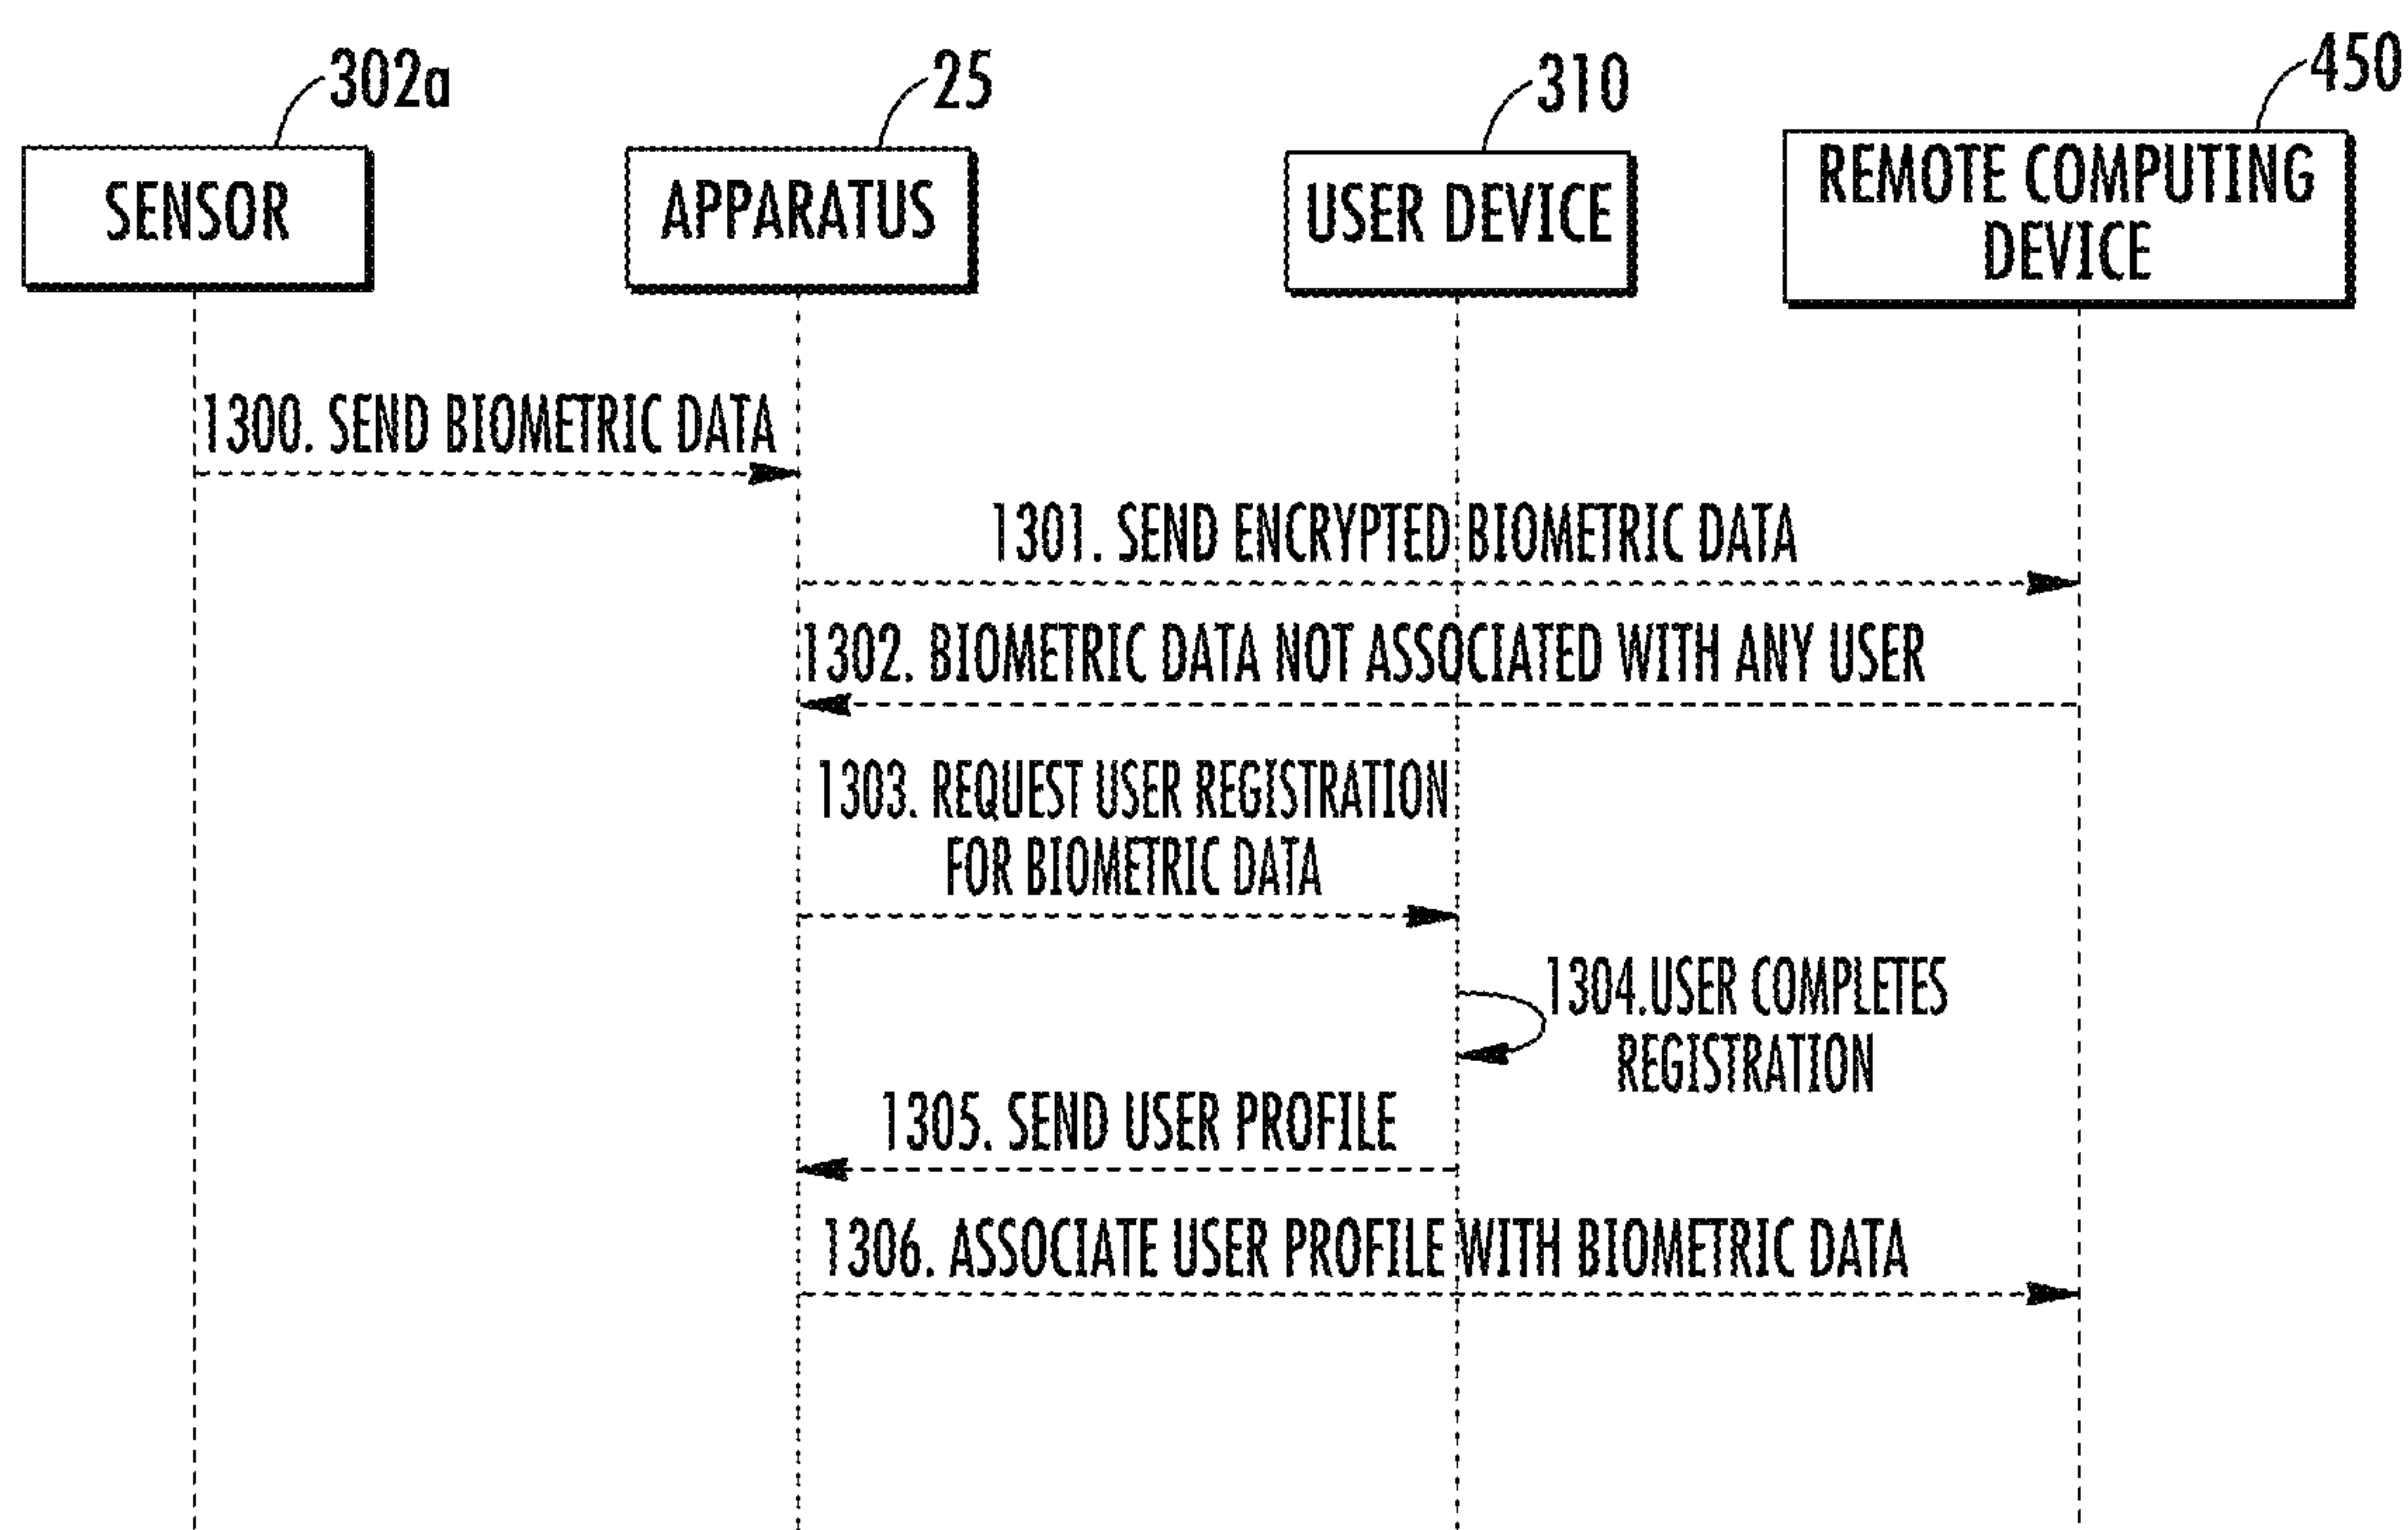 302a
25
310
450
SENSOR
APPARATUS
USER DEVICE
REMOTE COMPUTING
DEVICE
1300. SEND BIOMETRIC DATA
1301. SEND ENCRYPTED BIOMETRIC DATA
1302. BIOMETRIC DATA NOT ASSOCIATED WITH ANY USER
1303. REQUEST USER REGISTRATION
FOR BIOMETRIC DATA
1304.USER COMPLETES
REGISTRATION
1305. SEND USER PROFILE
1306. ASSOCIATE USER PROFILE WITH BIOMETRIC DATA